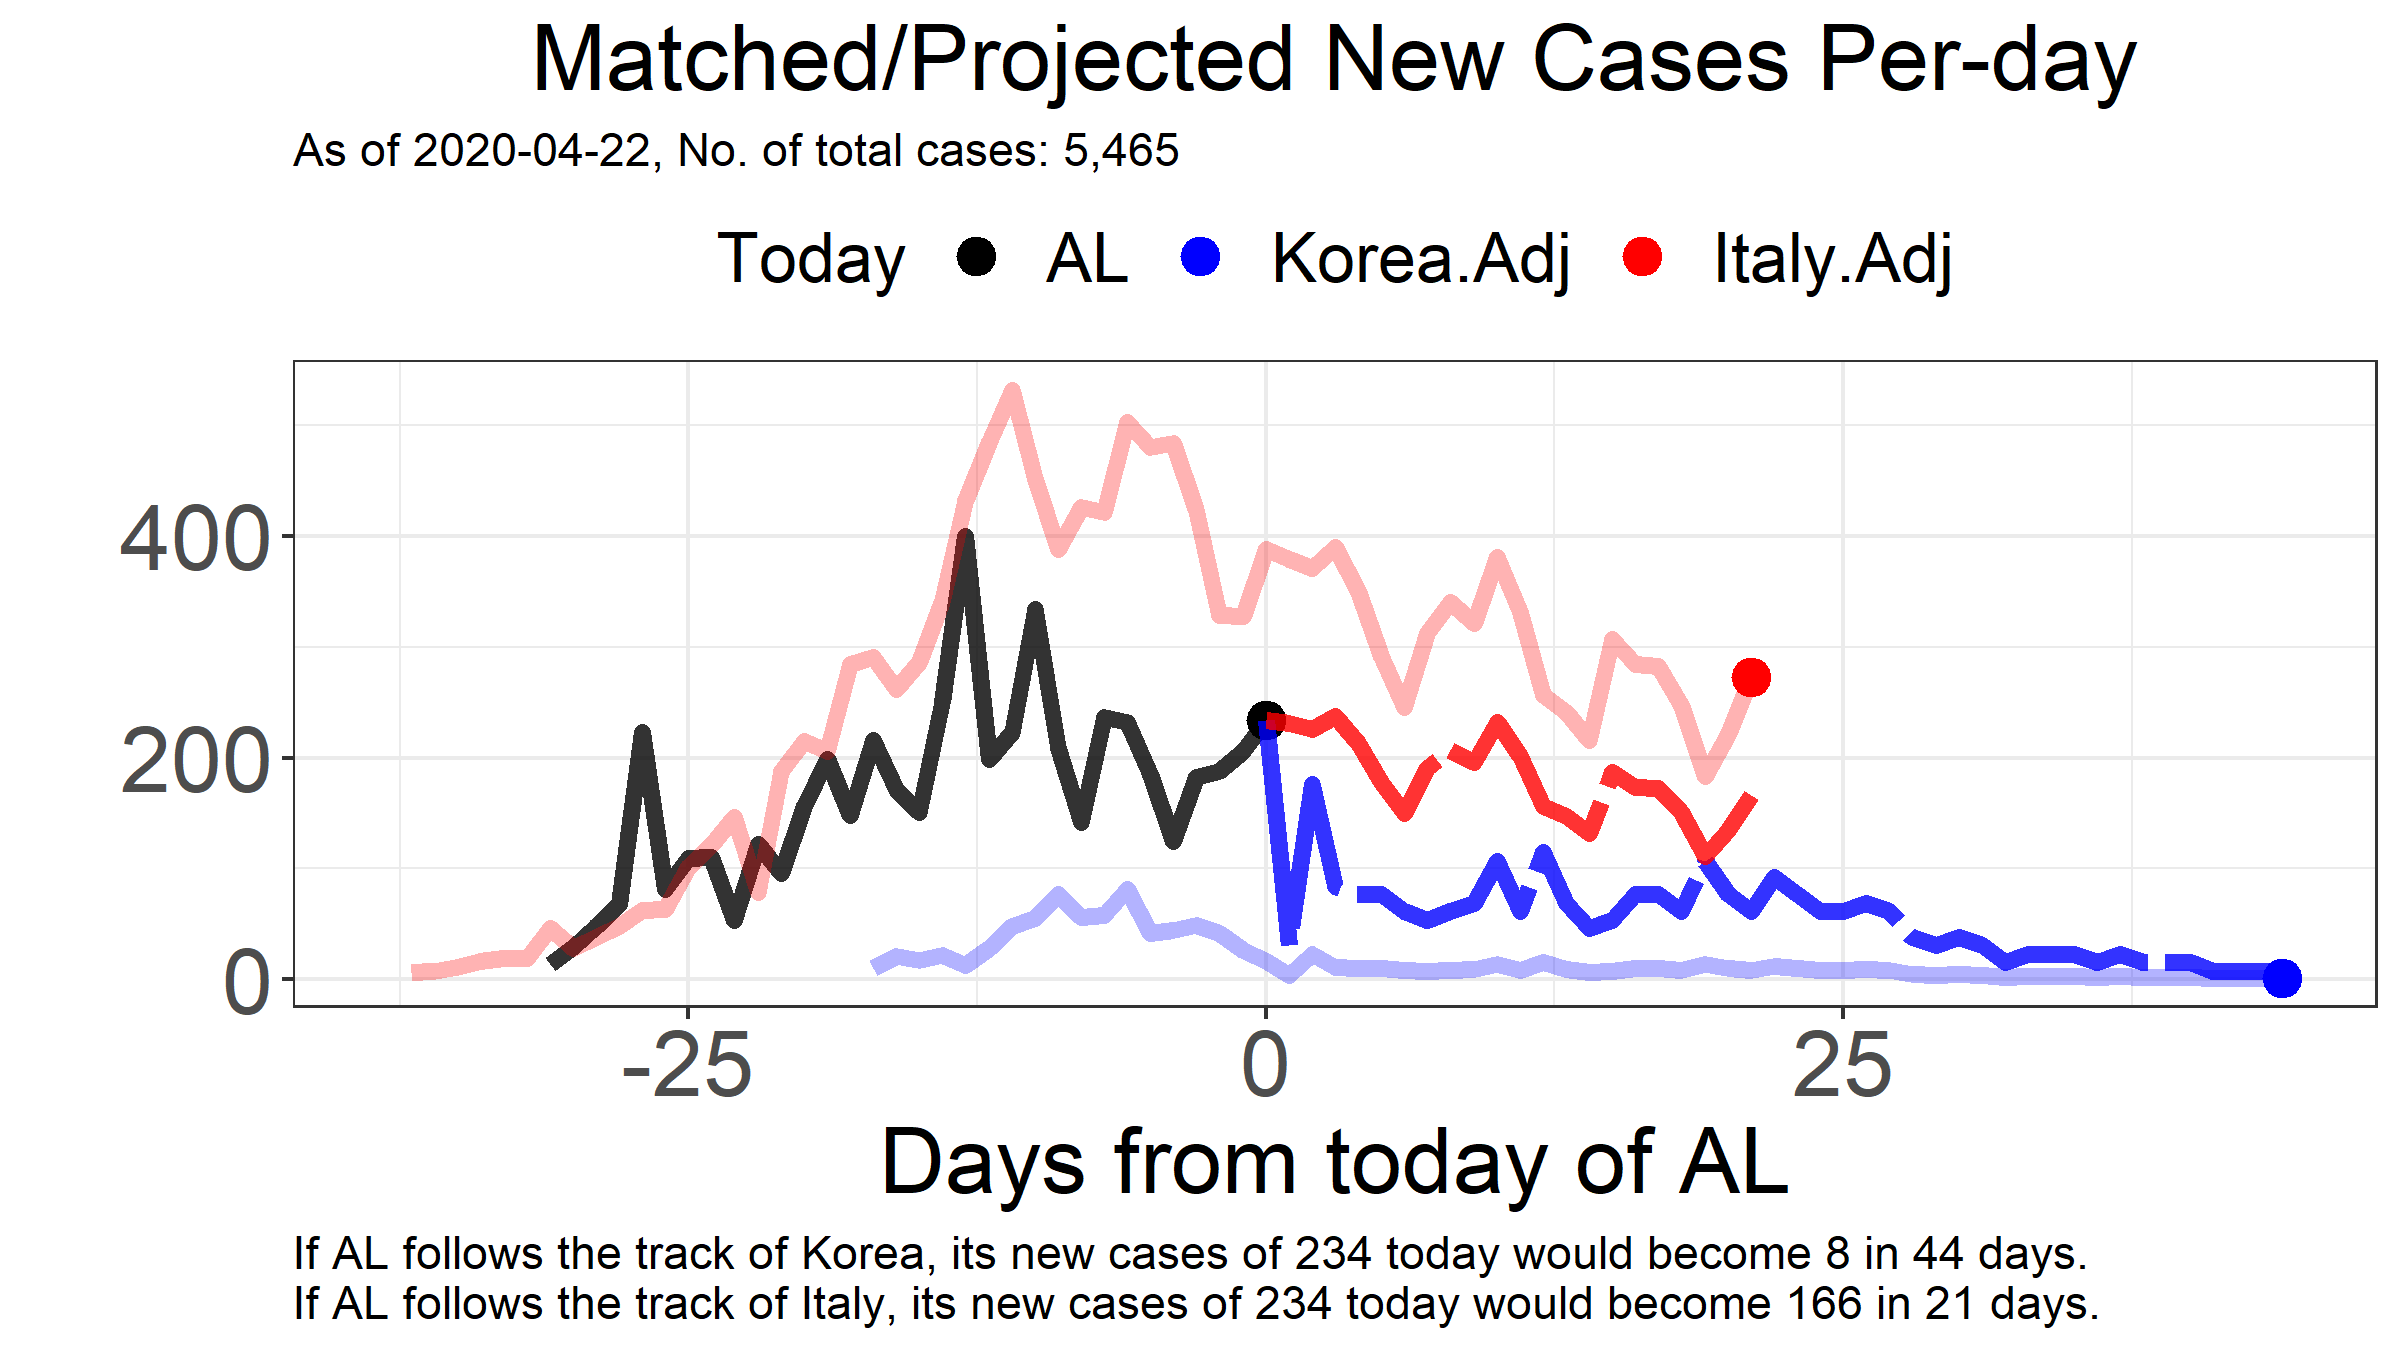 Matched/Projected New Cases Per-day
As of 2020-04-22, No. of total cases: 5,465
Today AL Korea.Adj Italy.Adj
400
200
0
-25 0 25
Days from today of AL
If AL follows the track of Korea, its new cases of 234 today would become 8 in 44 days.
If AL follows the track of Italy, its new cases of 234 today would become 166 in 21 days.